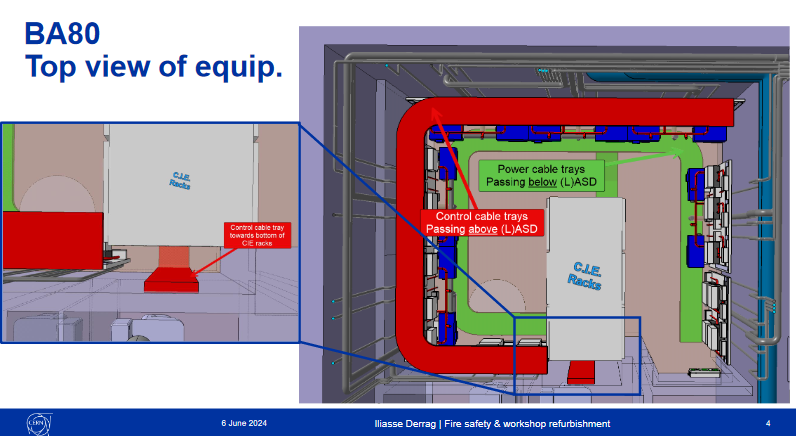 BA80
Top view of equip.
C.I.E.
Racks
Control cable tray
towards bottom of
CIE racks
Power cable trays
Passing below (L)ASD
Control cable trays
Passing above (L)ASD
C.I.E.
Racks
CERN
6 June 2024
Iliasse Derrag | Fire safety & workshop refurbishment
4